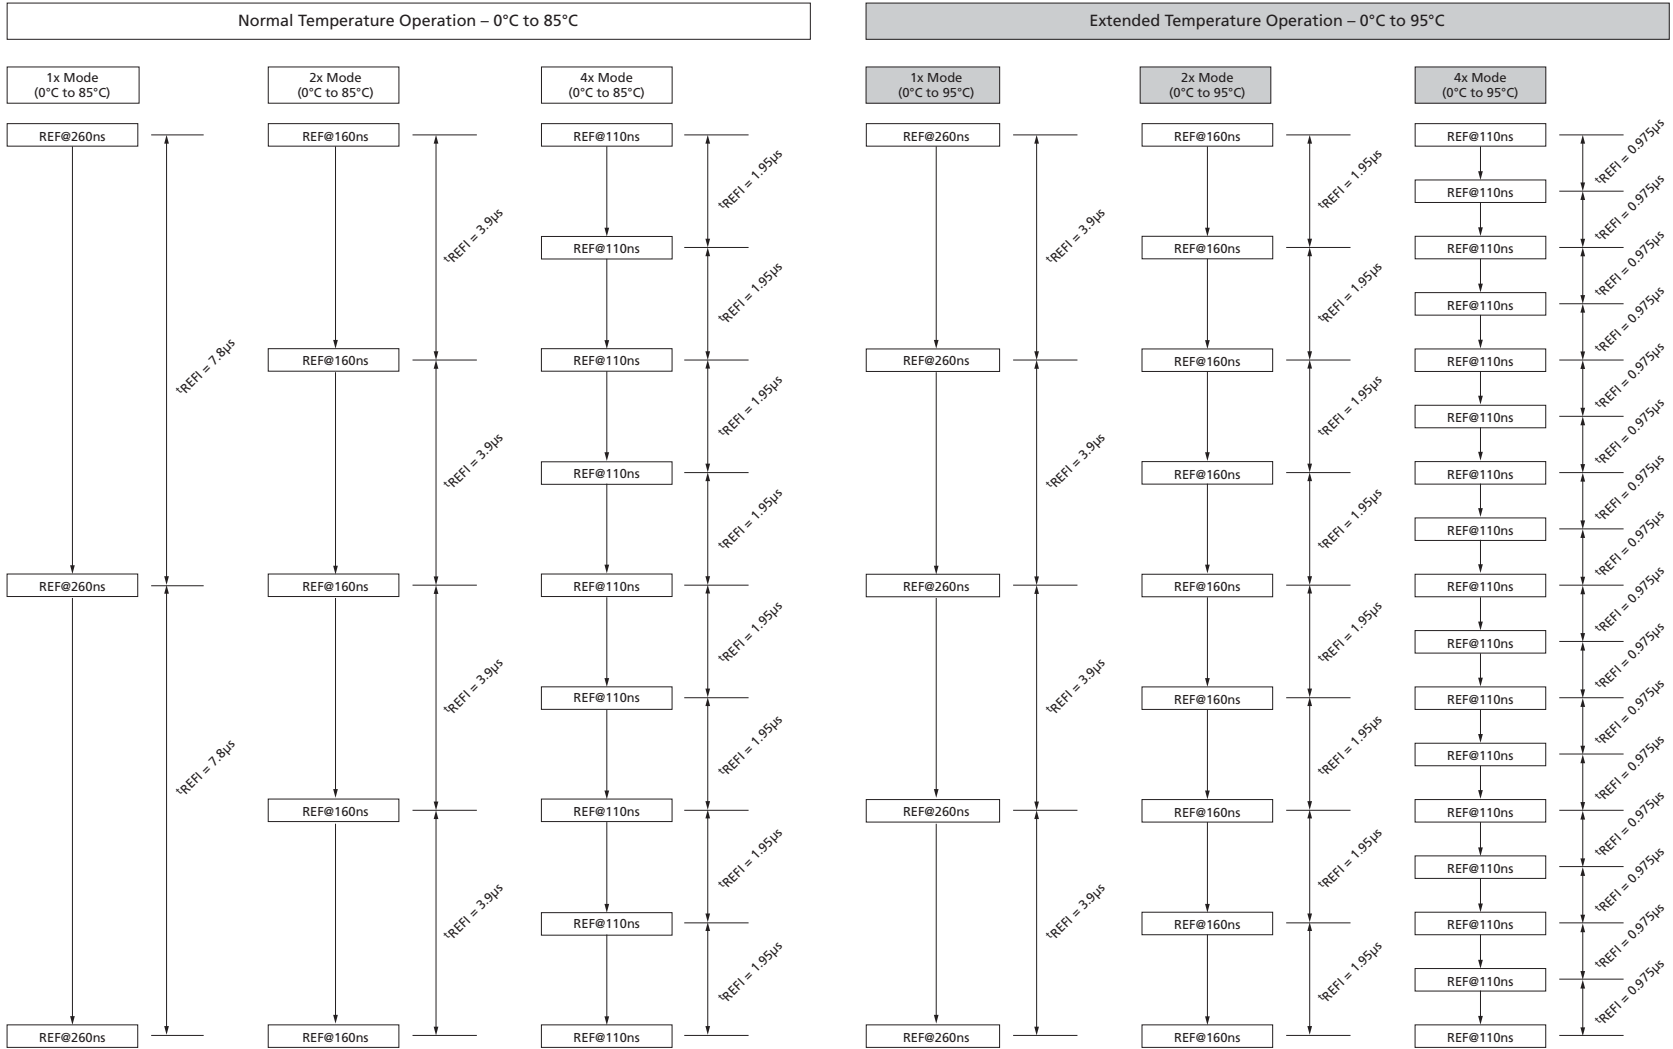 Normal Temperature Operation – 0°C to 85°C
1x Mode
(0°C to 85°C)
REF@260ns
tREFI = 7.8µs
REF@260ns
tREFI = 7.8µs
REF@260ns
2x Mode
(0°C to 85°C)
REF@160ns
tREFI = 3.9µs
REF@160ns
tREFI = 3.9µs
REF@160ns
tREFI = 3.9µs
REF@160ns
tREFI = 3.9µs
REF@160ns
4x Mode
(0°C to 85°C)
REF@110ns
tREFI = 1.95µs
REF@110ns
tREFI = 1.95µs
REF@110ns
tREFI = 1.95µs
REF@110ns
tREFI = 1.95µs
REF@110ns
tREFI = 1.95µs
REF@110ns
tREFI = 1.95µs
REF@110ns
tREFI = 1.95µs
REF@110ns
tREFI = 1.95µs
REF@110ns
Extended Temperature Operation – 0°C to 95°C
1x Mode
(0°C to 95°C)
REF@260ns
tREFI = 3.9µs
REF@260ns
tREFI = 3.9µs
REF@260ns
tREFI = 3.9µs
REF@260ns
tREFI = 3.9µs
REF@260ns
2x Mode
(0°C to 95°C)
REF@160ns
tREFI = 1.95µs
REF@160ns
tREFI = 1.95µs
REF@160ns
tREFI = 1.95µs
REF@160ns
tREFI = 1.95µs
REF@160ns
tREFI = 1.95µs
REF@160ns
tREFI = 1.95µs
REF@160ns
tREFI = 1.95µs
REF@160ns
tREFI = 1.95µs
REF@160ns
4x Mode
(0°C to 95°C)
REF@110ns
tREFI = 0.975µs
REF@110ns
tREFI = 0.975µs
REF@110ns
tREFI = 0.975µs
REF@110ns
tREFI = 0.975µs
REF@110ns
tREFI = 0.975µs
REF@110ns
tREFI = 0.975µs
REF@110ns
tREFI = 0.975µs
REF@110ns
tREFI = 0.975µs
REF@110ns
tREFI = 0.975µs
REF@110ns
tREFI = 0.975µs
REF@110ns
tREFI = 0.975µs
REF@110ns
tREFI = 0.975µs
REF@110ns
tREFI = 0.975µs
REF@110ns
tREFI = 0.975µs
REF@110ns
tREFI = 0.975µs
REF@110ns
tREFI = 0.975µs
REF@110ns